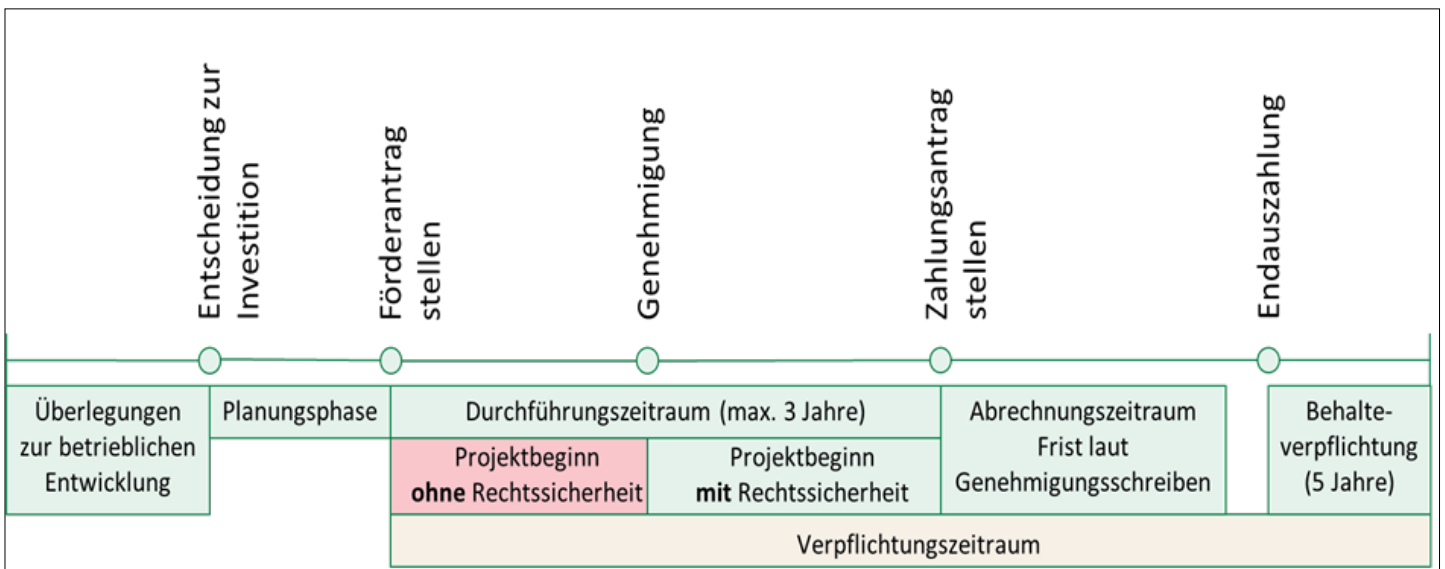 Entscheidung zur
Investition
Förderantrag
stellen
Genehmigung
Zahlungsantrag
stellen
Endauszahlung
Überlegungen
zur betrieblichen
Entwicklung
Planungsphase
Durchführungszeitraum (max. 3 Jahre)
Projektbeginn
ohne Rechtssicherheit
Projektbeginn
mit Rechtssicherheit
Abrechnungszeitraum
Frist laut
Genehmigungsschreiben
Behalte-
verpflichtung
(5 Jahre)
Verpflichtungszeitraum